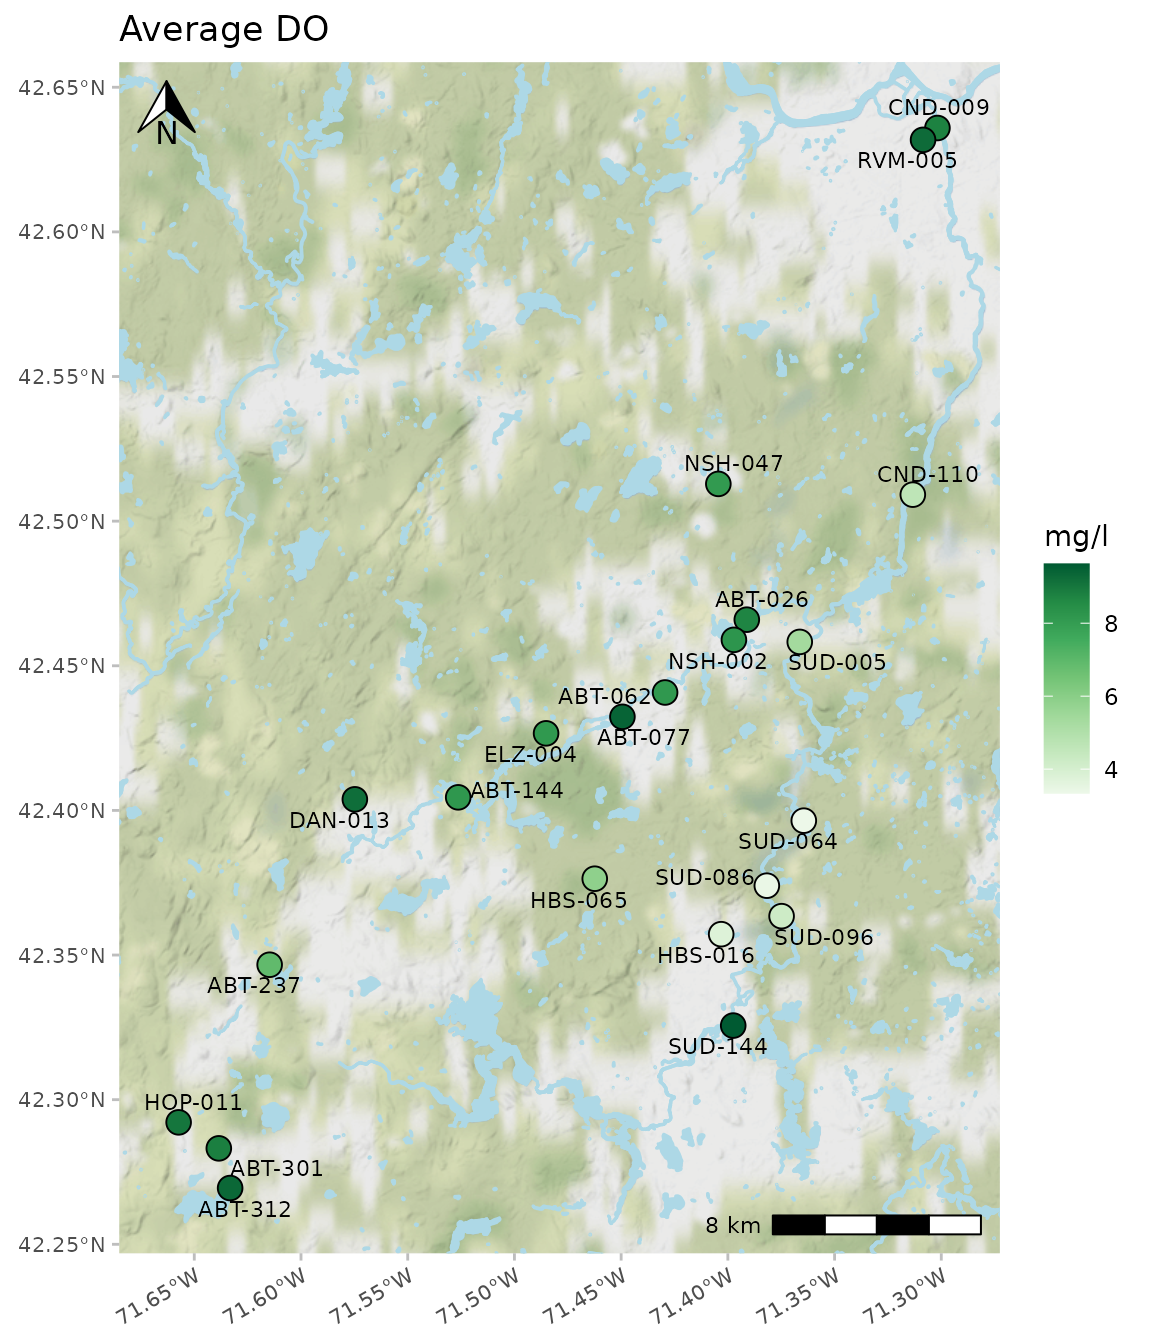 Average DO
42.65°N
N
CND-009
RVM-005
42.60°N
42.55°N
NSH-047
CND-110
42.50°N
mg/l
8
6
4
ABT-026
NSH-002
SUD-005
42.45°N
ABT-062
ABT-077
ELZ-004
ABT-144
DAN-013
42.40°N
SUD-064
SUD-086
HBS-065
SUD-096
HBS-016
42.35°N
ABT-237
SUD-144
42.30°N
HOP-011
ABT-301
ABT-312
8 km
42.25°N
71.65°W 71.60°W 71.55°W 71.50°W 71.45°W 71.40°W 71.35°W 71.30°W